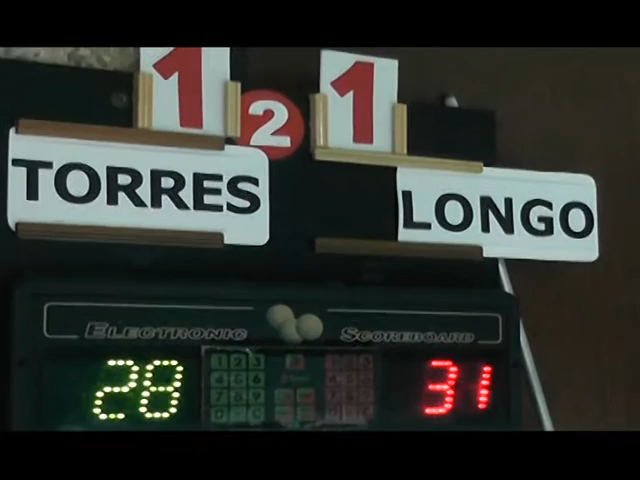 1 2 1
TORRES LONGO
ELECTRONIC SCOREBOARD
28 31